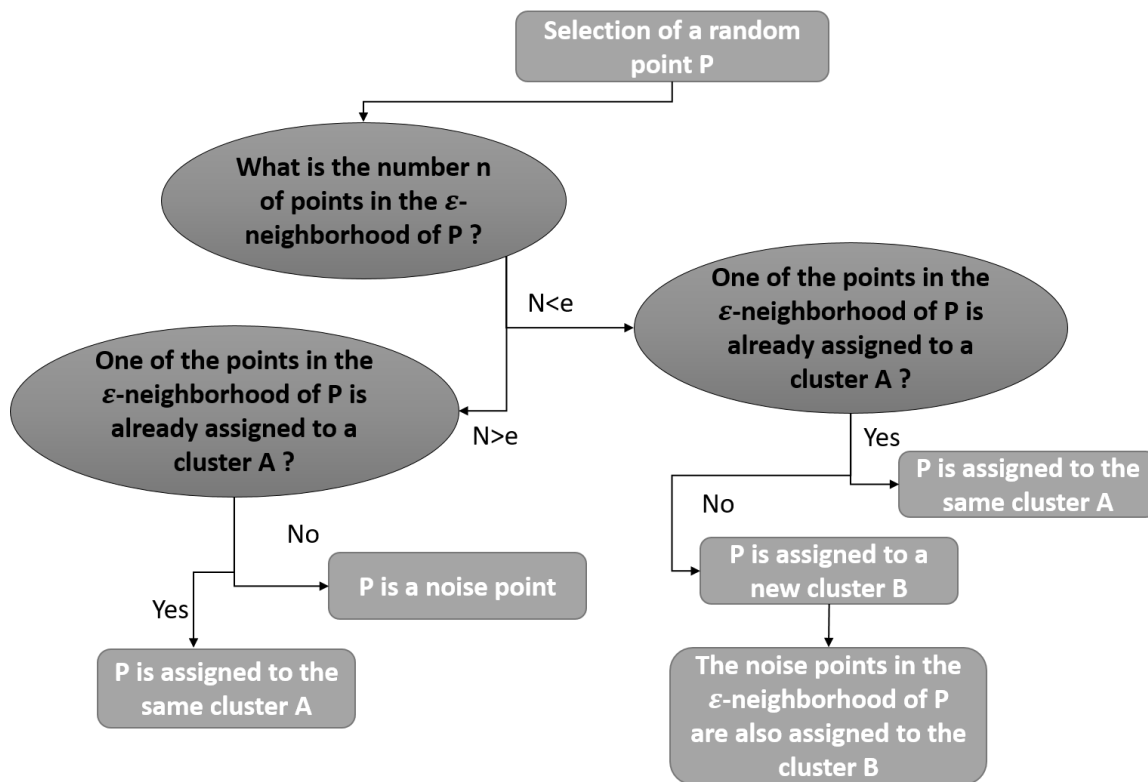 Selection of a random
point P
What is the number n
of points in the ε-
neighborhood of P ?
N<e
One of the points in the
ε-neighborhood of P is
already assigned to a
cluster A ?
One of the points in the
ε-neighborhood of P is
already assigned to a
cluster A ?
N>e
Yes
P is assigned to the
same cluster A
No
P is assigned to a
new cluster B
No
P is a noise point
Yes
P is assigned to the
same cluster A
The noise points in the
ε-neighborhood of P
are also assigned to the
cluster B